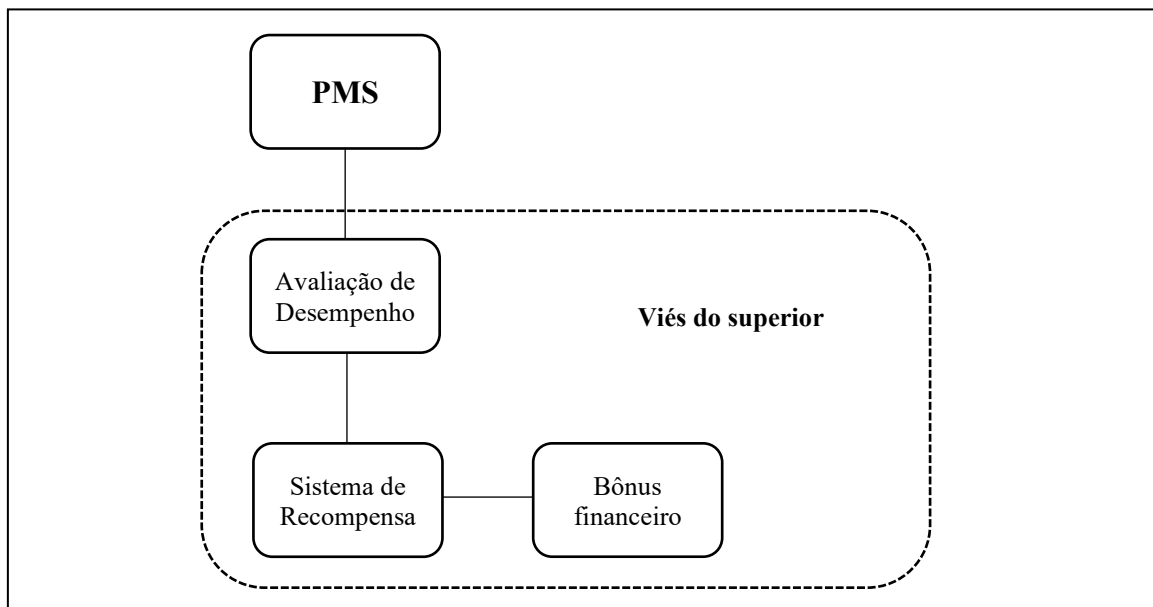 PMS
Avaliação de
Desempenho
Viés do superior
Sistema de
Recompensa
Bônus
financeiro